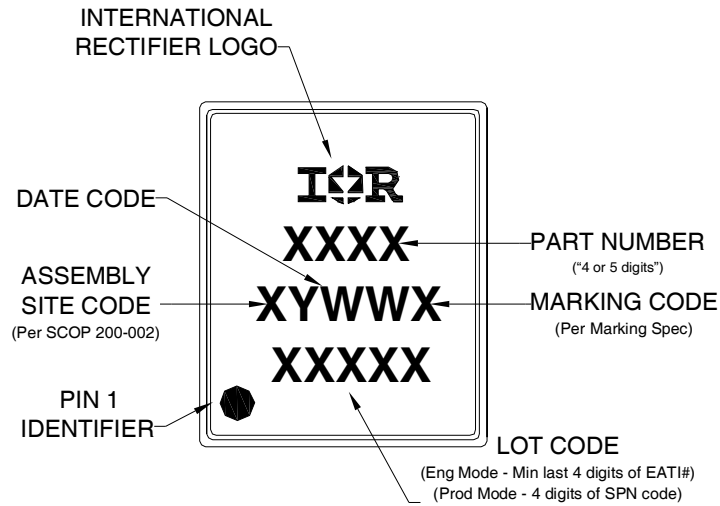 INTERNATIONAL
RECTIFIER LOGO
IOR
DATE CODE
XXXX
PART NUMBER
(“4 or 5 digits”)
ASSEMBLY
SITE CODE
(Per SCOP 200-002)
XYWWX
MARKING CODE
(Per Marking Spec)
XXXXX
PIN 1
IDENTIFIER
LOT CODE
(Eng Mode - Min last 4 digits of EATI#)
(Prod Mode - 4 digits of SPN code)